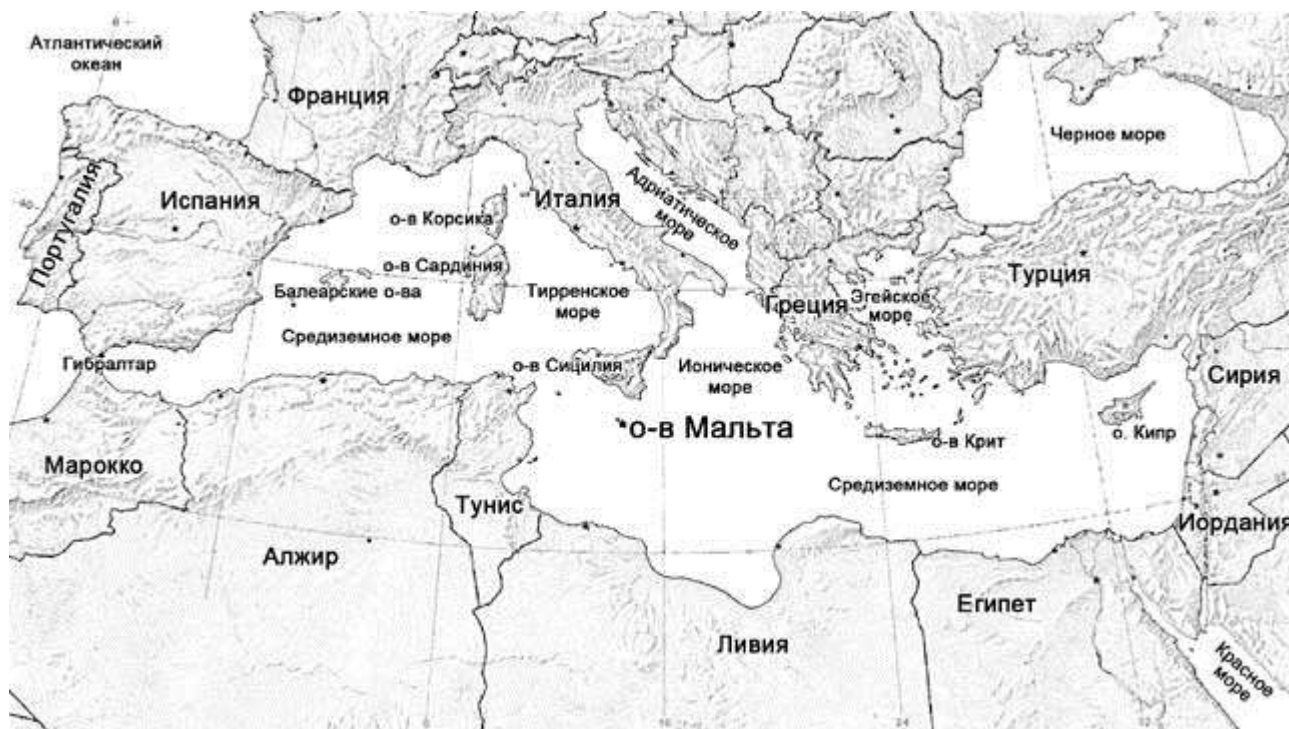 Атлантический
океан
Франция
Черное море
Португалия
Испания
о-в Корсика
Италия
Адриатическое
море
о-в Сардиния
Балеарские о-ва
Тирренское
море
Греция
Эгейское
море
Турция
Средиземное море
Гибралтар
о-в Сицилия
Ионическое
море
Сирия
о-в Мальта
о-в Крит
о. Кипр
Марокко
Тунис
Средиземное море
Иордания
Алжир
Египет
Ливия
Красное
море
24